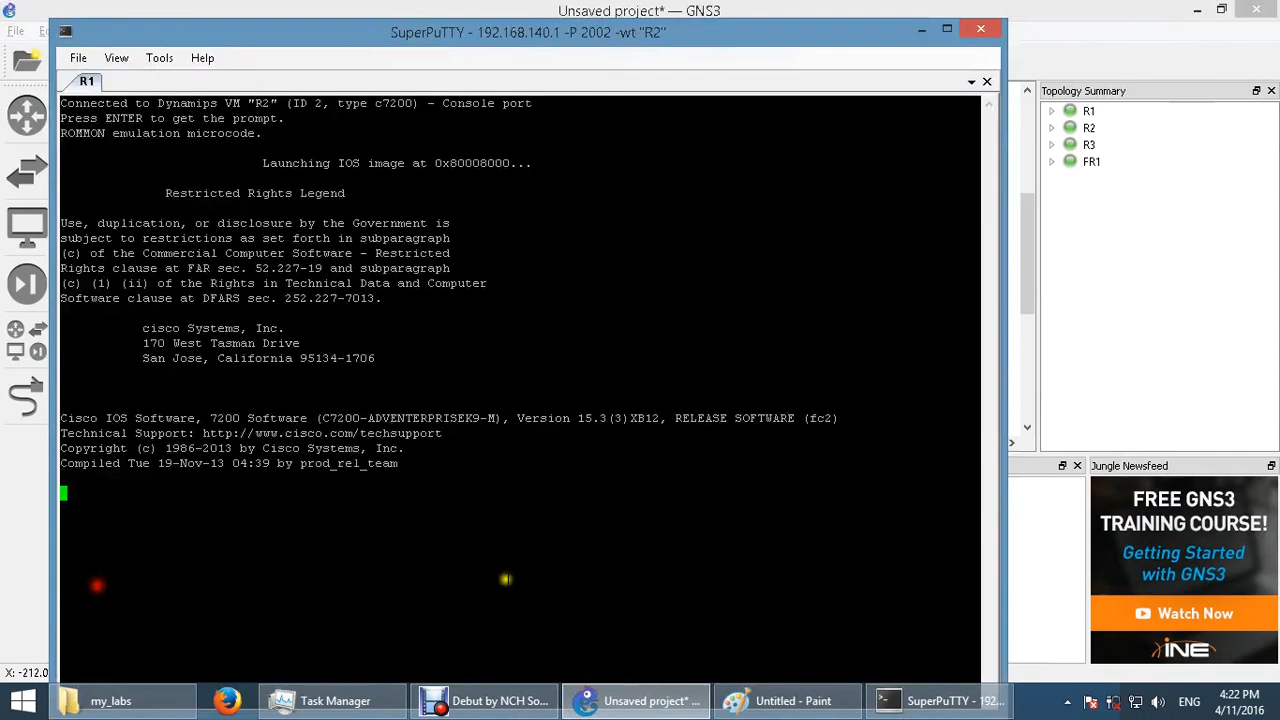 Unsaved project* — GNS3
SuperPuTTY - 192.168.140.1 -P 2002 -wt "R2"
File View Tools Help
R1
Connected to Dynamips VM "R2" (ID 2, type c7200) - Console port
Press ENTER to get the prompt.
ROMMON emulation microcode.
Launching IOS image at 0x80008000...
Restricted Rights Legend
Use, duplication, or disclosure by the Government is
subject to restrictions as set forth in subparagraph
(c) of the Commercial Computer Software - Restricted
Rights clause at FAR sec. 52.227-19 and subparagraph
(c) (1) (ii) of the Rights in Technical Data and Computer
Software clause at DFARS sec. 252.227-7013.
cisco Systems, Inc.
170 West Tasman Drive
San Jose, California 95134-1706
Cisco IOS Software, 7200 Software (C7200-ADVENTERPRISEK9-M), Version 15.3(3)XB12, RELEASE SOFTWARE (fc2)
Technical Support: http://www.cisco.com/techsupport
Copyright (c) 1986-2013 by Cisco Systems, Inc.
Compiled Tue 19-Nov-13 04:39 by prod_rel_team
Topology Summary
R1
R2
R3
FR1
Jungle Newsfeed
FREE GNS3
TRAINING COURSE!
Getting Started
with GNS3
Watch Now
INE
X: -212.0
my_labs
Task Manager
Debut by NCH So...
Unsaved project*...
Untitled - Paint
SuperPuTTY - 192...
ENG
4:22 PM
4/11/2016